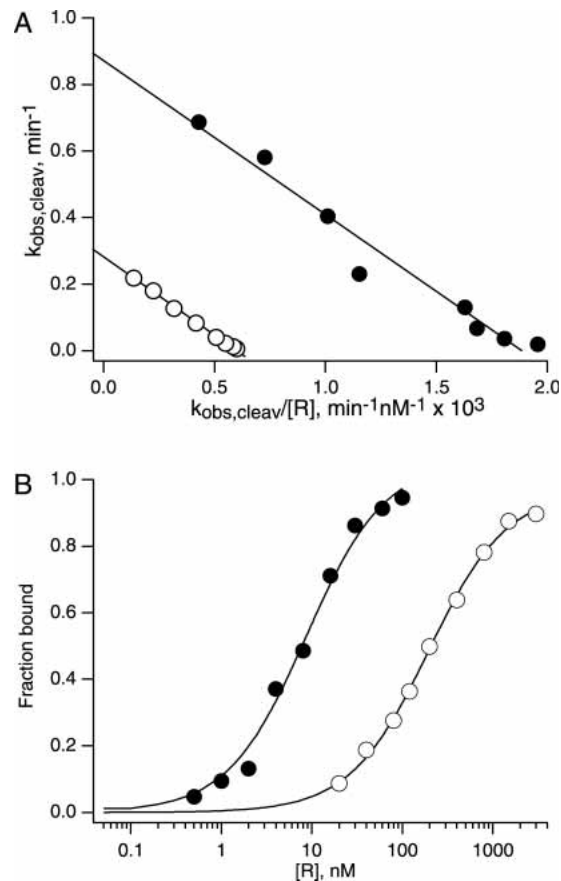 A
1.0
0.8
0.6
0.4
0.2
0.0
kobs,cleav, min-1
0.0 0.5 1.0 1.5 2.0
kobs,cleav/[R], min-1nM-1 x 103
B
1.0
0.8
0.6
0.4
0.2
0.0
Fraction bound
0.1 1 10 100 1000
[R], nM